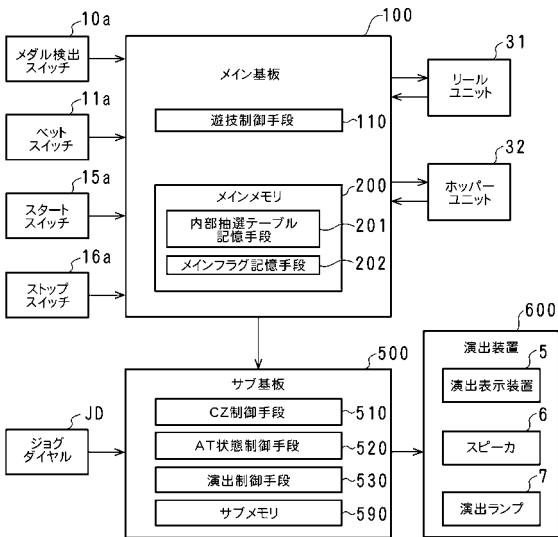 10a
メダル検出
スイッチ
11a
ベット
スイッチ
15a
スタート
スイッチ
16a
ストップ
スイッチ
100
メイン基板
遊技制御手段
110
メインメモリ
200
内部抽選テーブル
記憶手段
201
メインフラグ記憶手段
202
31
リール
ユニット
32
ホッパー
ユニット
500
サブ基板
CZ制御手段
510
AT状態制御手段
520
演出制御手段
530
サブメモリ
590
JD
ジョグ
ダイヤル
600
演出装置
5
演出表示装置
6
スピーカ
7
演出ランプ